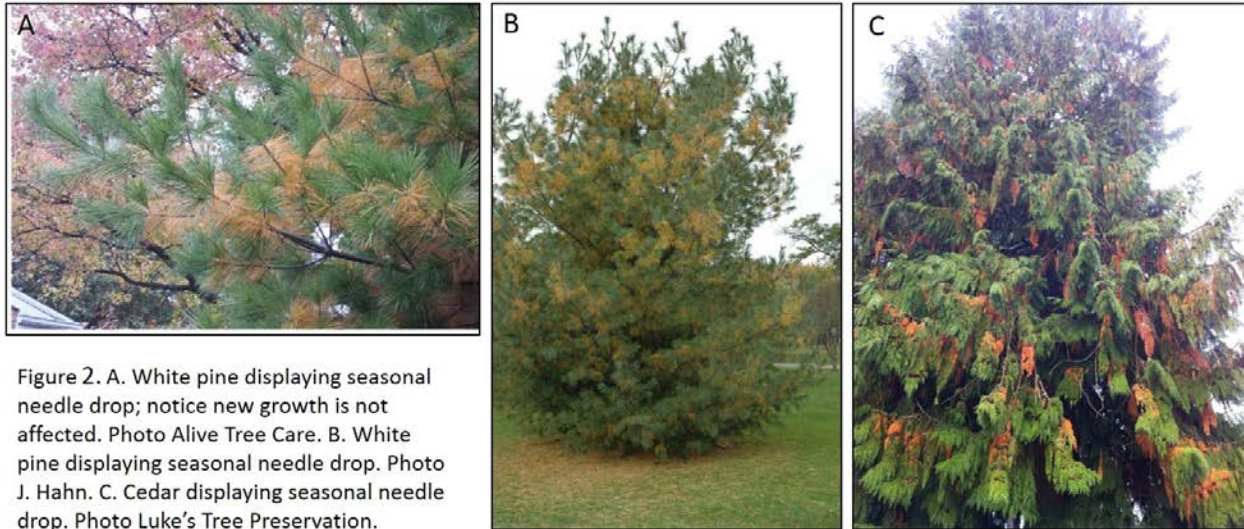 A
B
C
Figure 2. A. White pine displaying seasonal
needle drop; notice new growth is not
affected. Photo Alive Tree Care. B. White
pine displaying seasonal needle drop. Photo
J. Hahn. C. Cedar displaying seasonal needle
drop. Photo Luke's Tree Preservation.